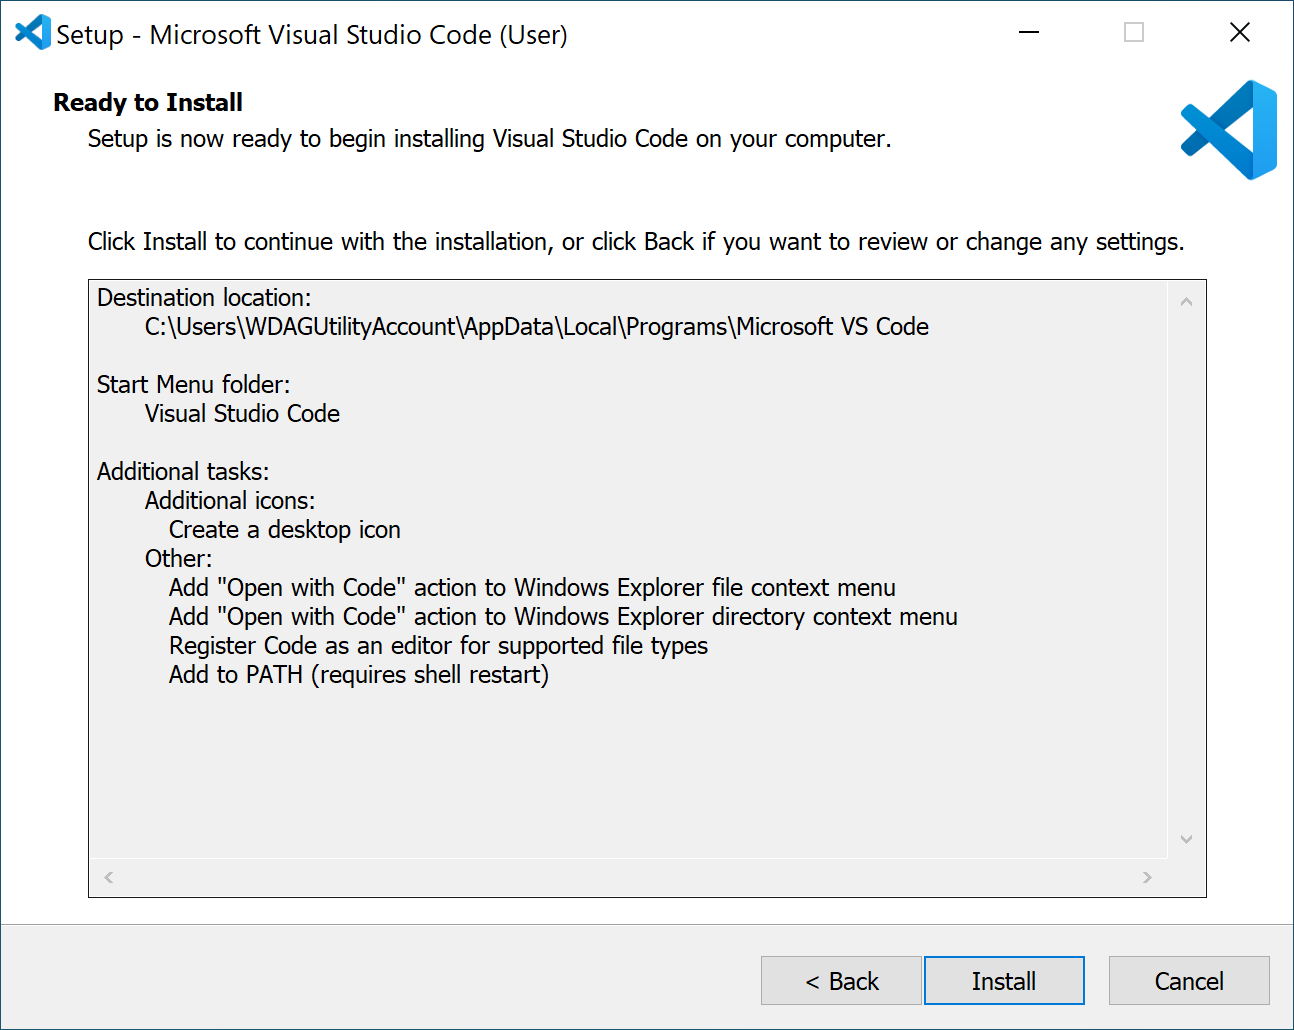 Setup - Microsoft Visual Studio Code (User)
Ready to Install
Setup is now ready to begin installing Visual Studio Code on your computer.
Click Install to continue with the installation, or click Back if you want to review or change any settings.
Destination location:
C:\Users\WDAGUtilityAccount\AppData\Local\Programs\Microsoft VS Code
Start Menu folder:
Visual Studio Code
Additional tasks:
Additional icons:
Create a desktop icon
Other:
Add "Open with Code" action to Windows Explorer file context menu
Add "Open with Code" action to Windows Explorer directory context menu
Register Code as an editor for supported file types
Add to PATH (requires shell restart)
< Back
Install
Cancel